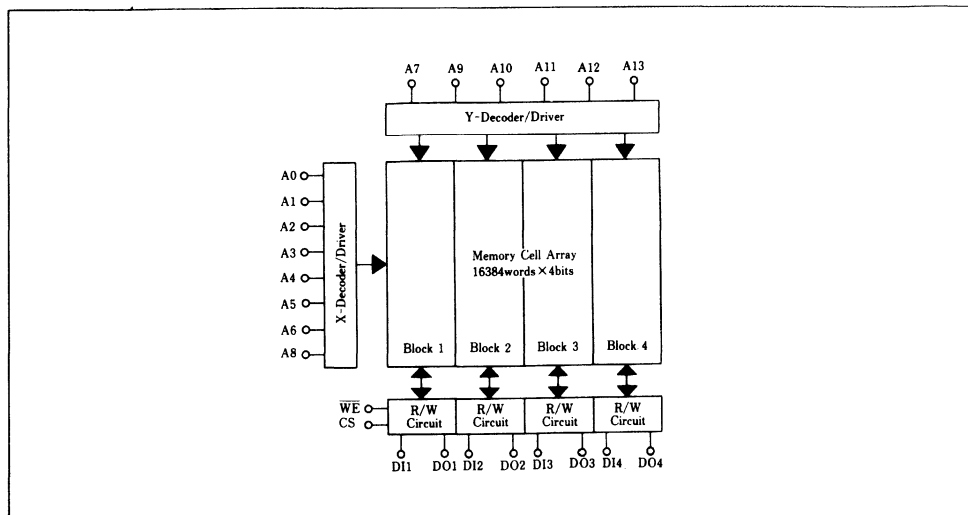 A7 A9 A10 A11 A12 A13
Y-Decoder/Driver
A0
A1
A2
A3
A4
A5
A6
A8
X-Decoder/Driver
Memory Cell Array
16384words×4bits
Block 1 Block 2 Block 3 Block 4
W̅E̅
CS
R/W Circuit
R/W Circuit
R/W Circuit
R/W Circuit
DI1 DO1 DI2 DO2 DI3 DO3 DI4 DO4